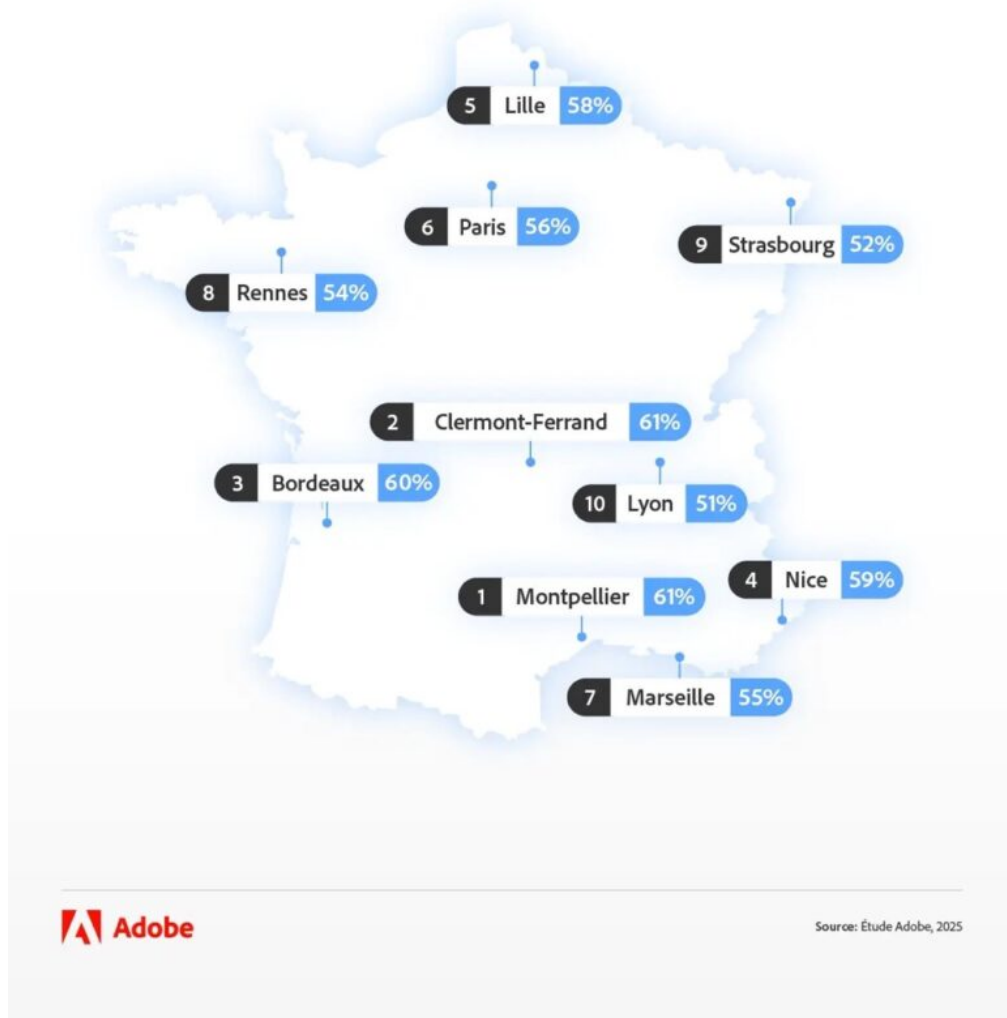 5 Lille 58%
6 Paris 56%
9 Strasbourg 52%
8 Rennes 54%
2 Clermont-Ferrand 61%
3 Bordeaux 60%
10 Lyon 51%
4 Nice 59%
1 Montpellier 61%
7 Marseille 55%
Adobe
Source: Étude Adobe, 2025